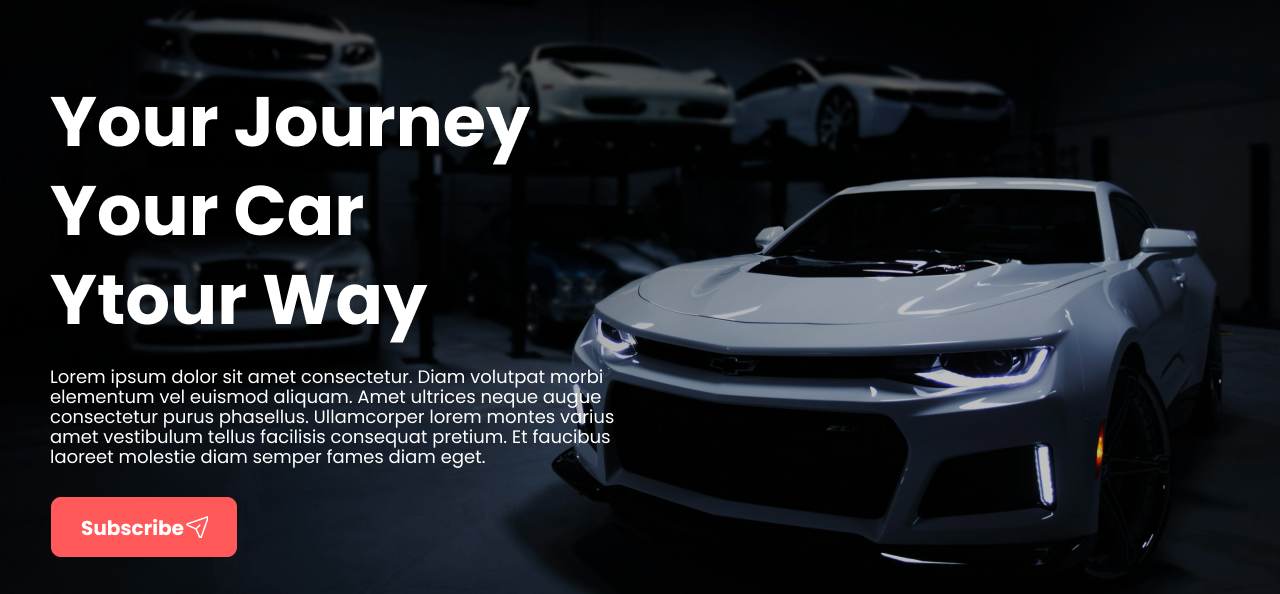 Your Journey
Your Car
Ytour Way
Lorem ipsum dolor sit amet consectetur. Diam volutpat morbi
elementum vel euismod aliquam. Amet ultrices neque augue
consectetur purus phasellus. Ullamcorper lorem montes varius
amet vestibulum tellus facilisis consequat pretium. Et faucibus
laoreet molestie diam semper fames diam eget.
Subscribe